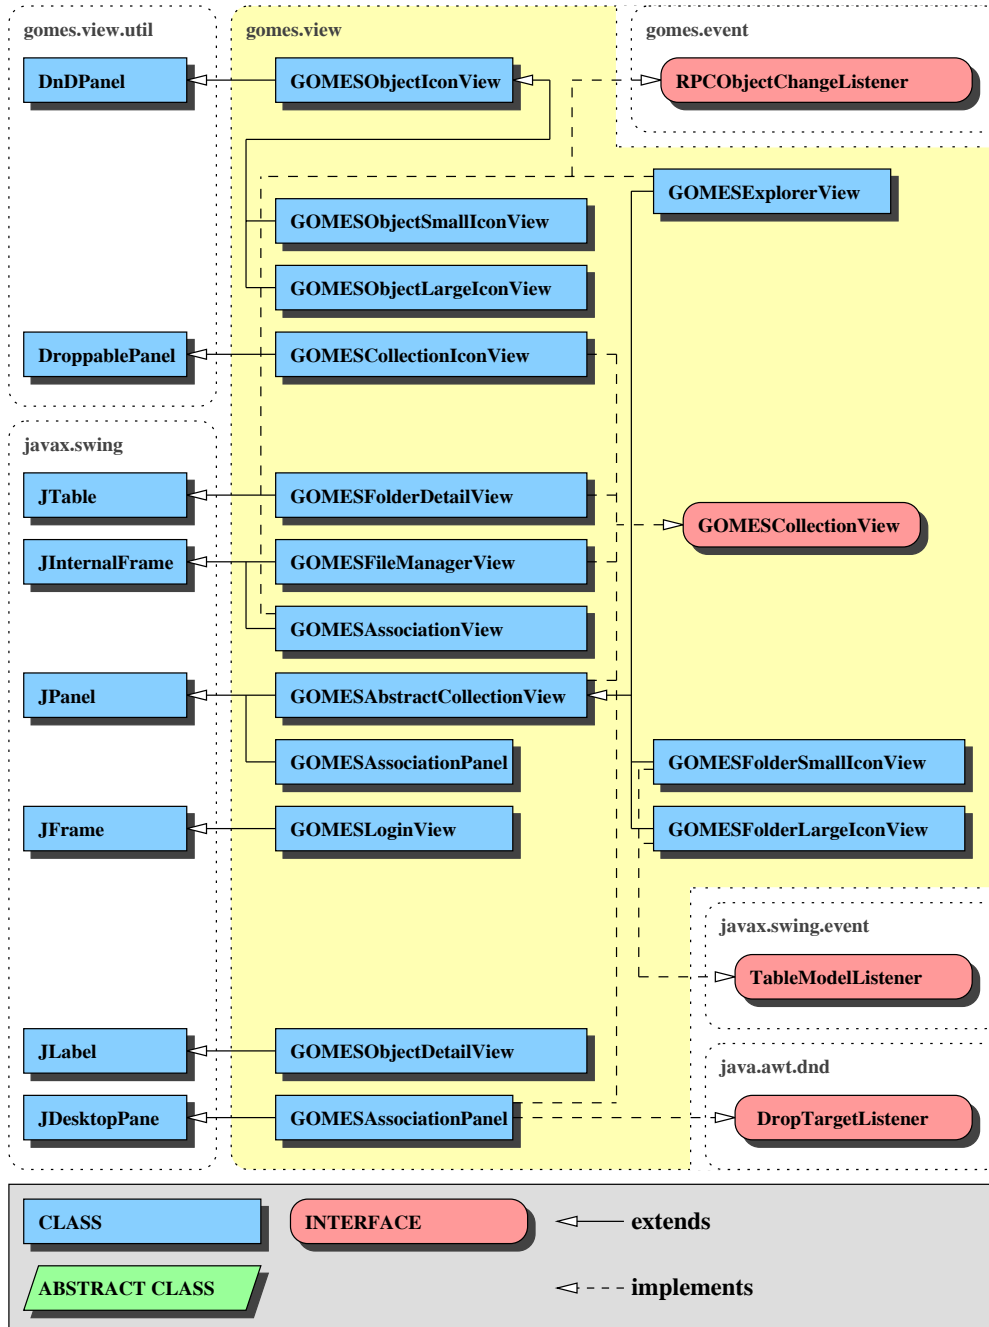 gomes.view.util
gomes.view
gomes.event
DnDPanel
GOMESObjectIconView
RPCObjectChangeListener
GOMESExplorerView
GOMESObjectSmallIconView
GOMESObjectLargeIconView
DroppablePanel
GOMESCollectionIconView
javax.swing
JTable
GOMESFolderDetailView
GOMESCollectionView
JInternalFrame
GOMESFileManagerView
GOMESAssociationView
JPanel
GOMESAbstractCollectionView
GOMESAssociationPanel
GOMESFolderSmallIconView
JFrame
GOMESLoginView
GOMESFolderLargeIconView
javax.swing.event
TableModelListener
JLabel
GOMESObjectDetailView
java.awt.dnd
JDesktopPane
GOMESAssociationPanel
DropTargetListener
CLASS
INTERFACE
extends
ABSTRACT CLASS
implements